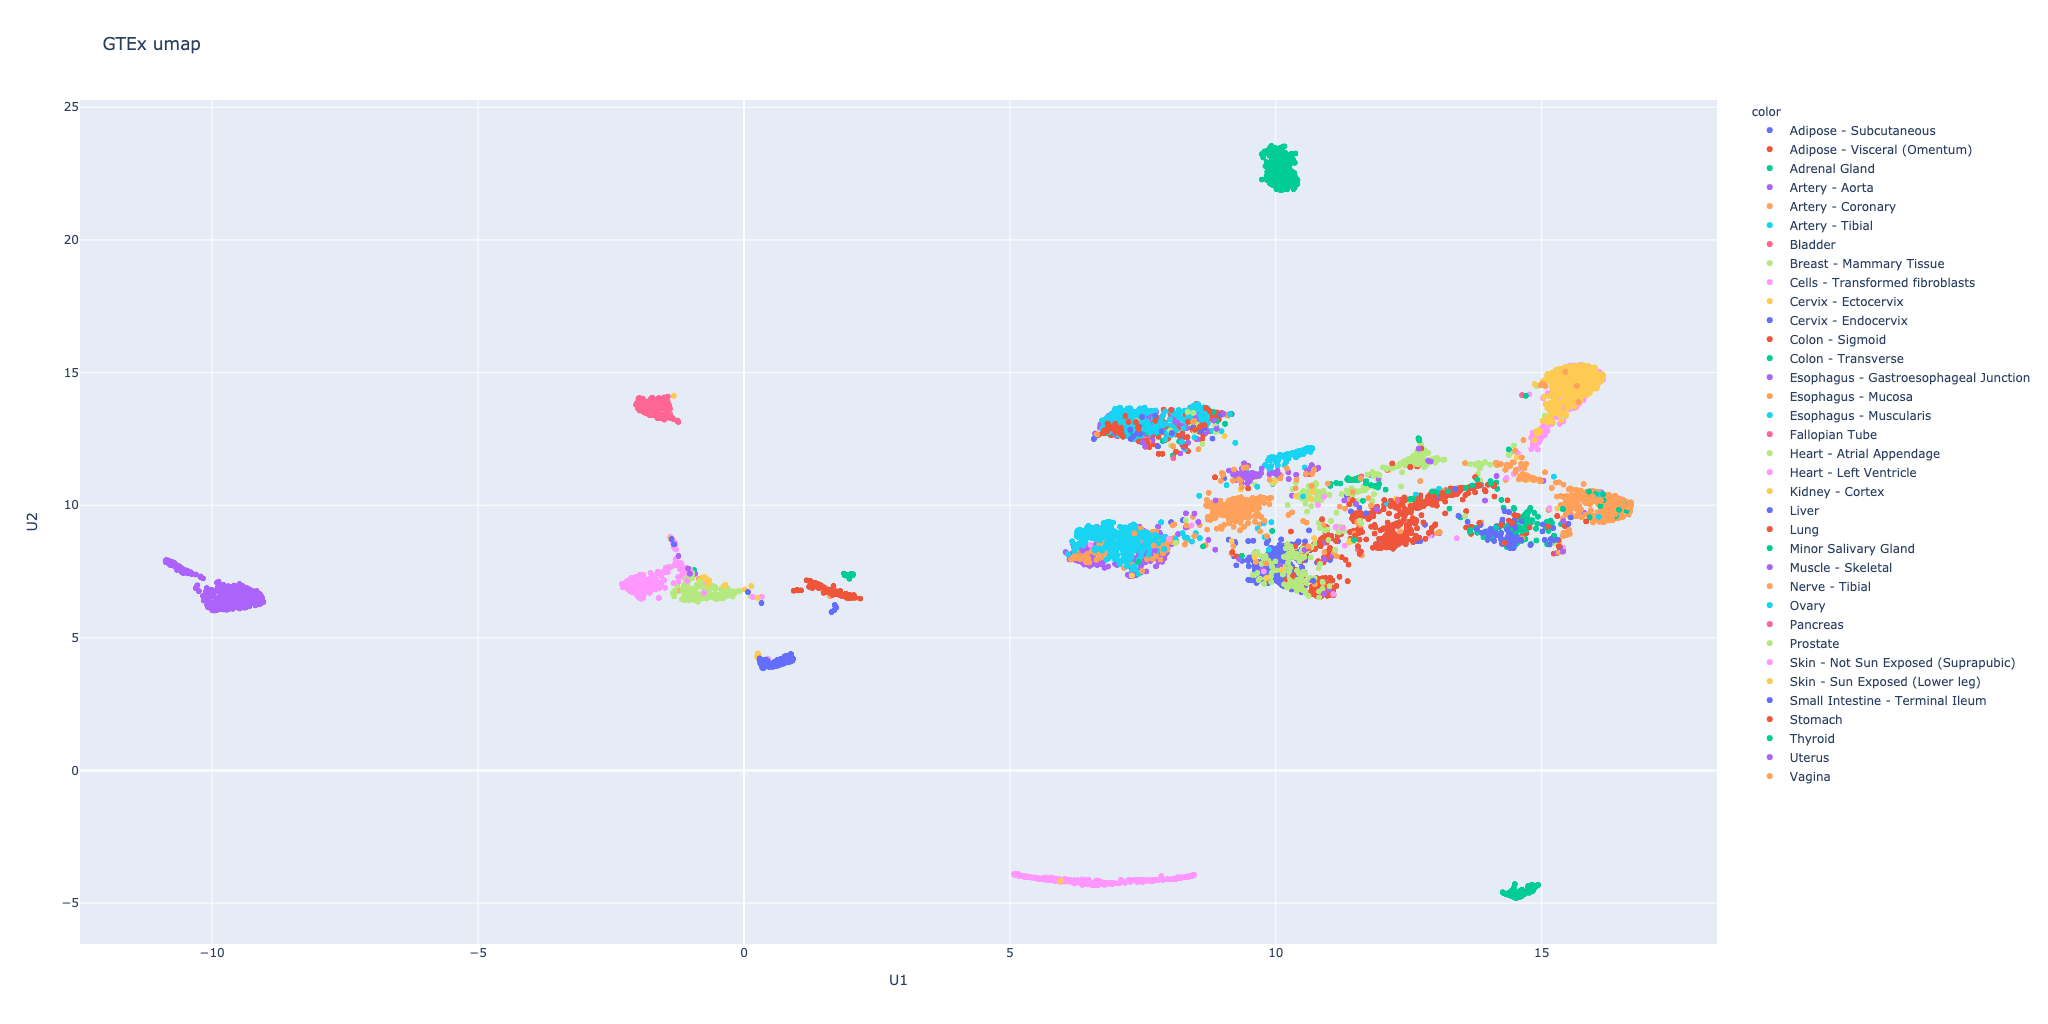 GTEx umap
25
20
15
10
5
0
−5
−10
−5
0
5
10
15
U1
U2
color
Adipose - Subcutaneous
Adipose - Visceral (Omentum)
Adrenal Gland
Artery - Aorta
Artery - Coronary
Artery - Tibial
Bladder
Breast - Mammary Tissue
Cells - Transformed fibroblasts
Cervix - Ectocervix
Cervix - Endocervix
Colon - Sigmoid
Colon - Transverse
Esophagus - Gastroesophageal Junction
Esophagus - Mucosa
Esophagus - Muscularis
Fallopian Tube
Heart - Atrial Appendage
Heart - Left Ventricle
Kidney - Cortex
Liver
Lung
Minor Salivary Gland
Muscle - Skeletal
Nerve - Tibial
Ovary
Pancreas
Prostate
Skin - Not Sun Exposed (Suprapubic)
Skin - Sun Exposed (Lower leg)
Small Intestine - Terminal Ileum
Stomach
Thyroid
Uterus
Vagina